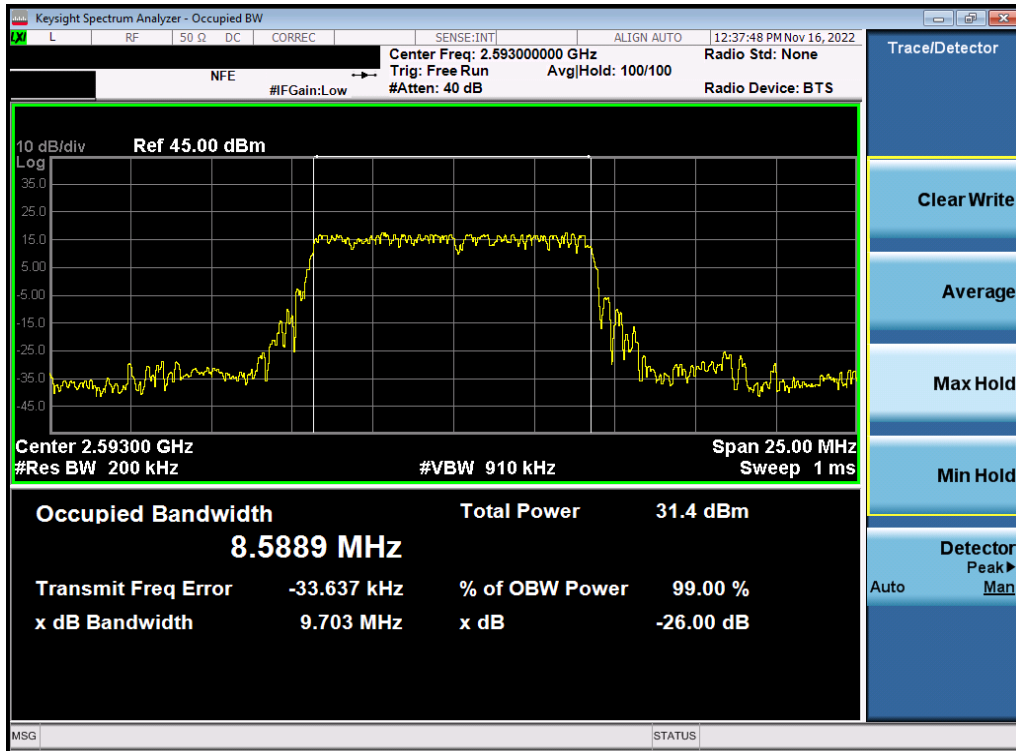 Keysight Spectrum Analyzer - Occupied BW
LXI L RF 50 Ω DC CORREC SENSE:INT ALIGN AUTO 12:37:48 PM Nov 16, 2022
Center Freq: 2.593000000 GHz Radio Std: None
NFE Trig: Free Run Avg|Hold: 100/100
#IFGain:Low #Atten: 40 dB Radio Device: BTS
10 dB/div Ref 45.00 dBm
Log
35.0
25.0
15.0
5.00
-5.00
-15.0
-25.0
-35.0
-45.0
Center 2.59300 GHz Span 25.00 MHz
#Res BW 200 kHz #VBW 910 kHz Sweep 1 ms
Occupied Bandwidth Total Power 31.4 dBm
8.5889 MHz
Transmit Freq Error -33.637 kHz % of OBW Power 99.00 %
x dB Bandwidth 9.703 MHz x dB -26.00 dB
MSG STATUS
Trace/Detector
Clear Write
Average
Max Hold
Min Hold
Detector
Peak▶
Auto Man